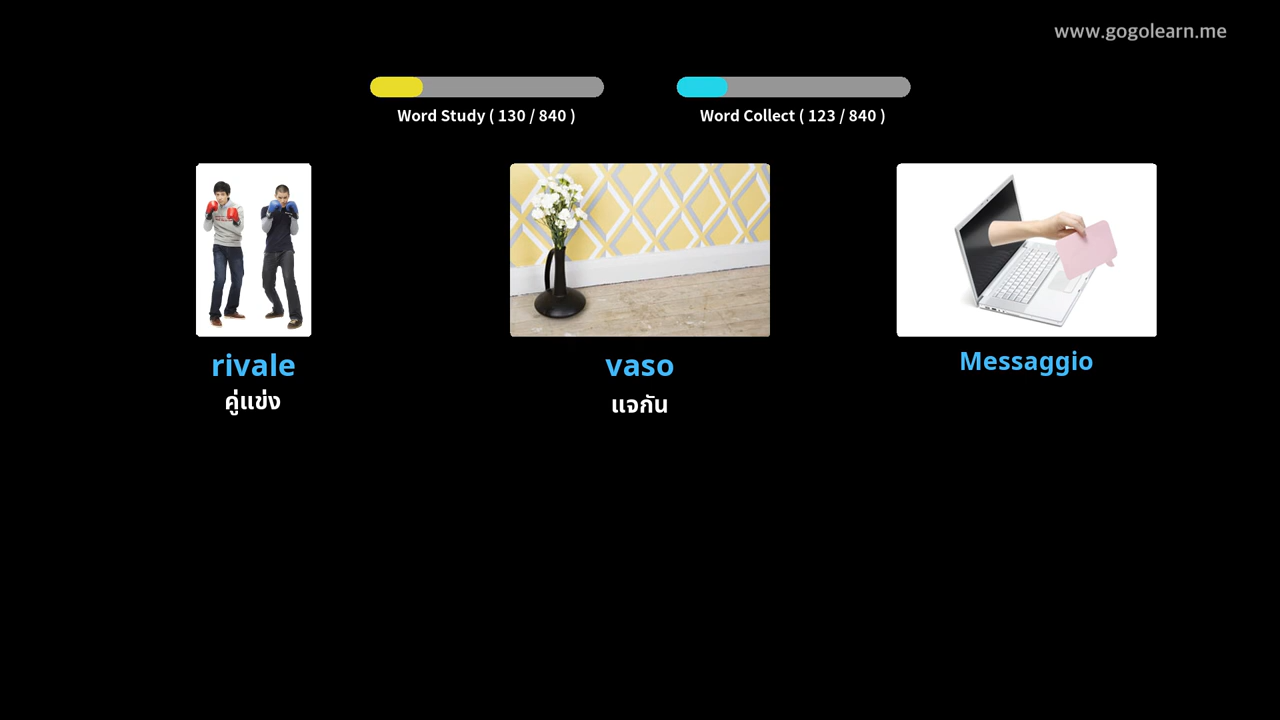 www.gogolearn.me
Word Study ( 130 / 840 )
Word Collect ( 123 / 840 )
rivale
คู่แข่ง
vaso
แจกัน
Messaggio